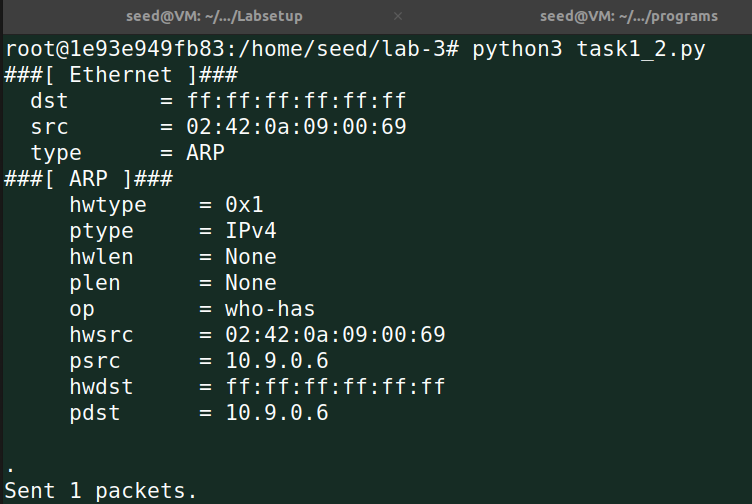 seed@VM: ~/.../Labsetup × seed@VM: ~/.../programs
root@1e93e949fb83:/home/seed/lab-3# python3 task1_2.py
###[ Ethernet ]###
  dst       = ff:ff:ff:ff:ff:ff
  src       = 02:42:0a:09:00:69
  type      = ARP
###[ ARP ]###
     hwtype    = 0x1
     ptype     = IPv4
     hwlen     = None
     plen      = None
     op        = who-has
     hwsrc     = 02:42:0a:09:00:69
     psrc      = 10.9.0.6
     hwdst     = ff:ff:ff:ff:ff:ff
     pdst      = 10.9.0.6
.
Sent 1 packets.